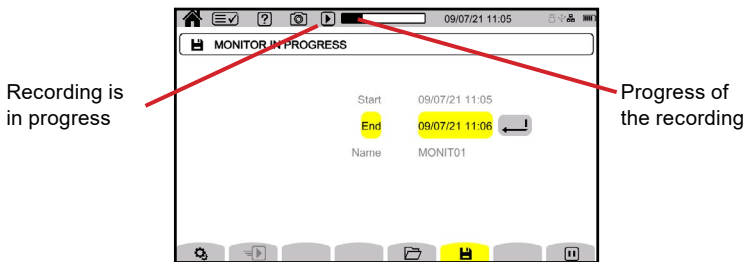 09/07/21 11:05
MONITOR IN PROGRESS
Recording is
in progress
Progress of
the recording
Start 09/07/21 11:05
End 09/07/21 11:06
Name MONIT01